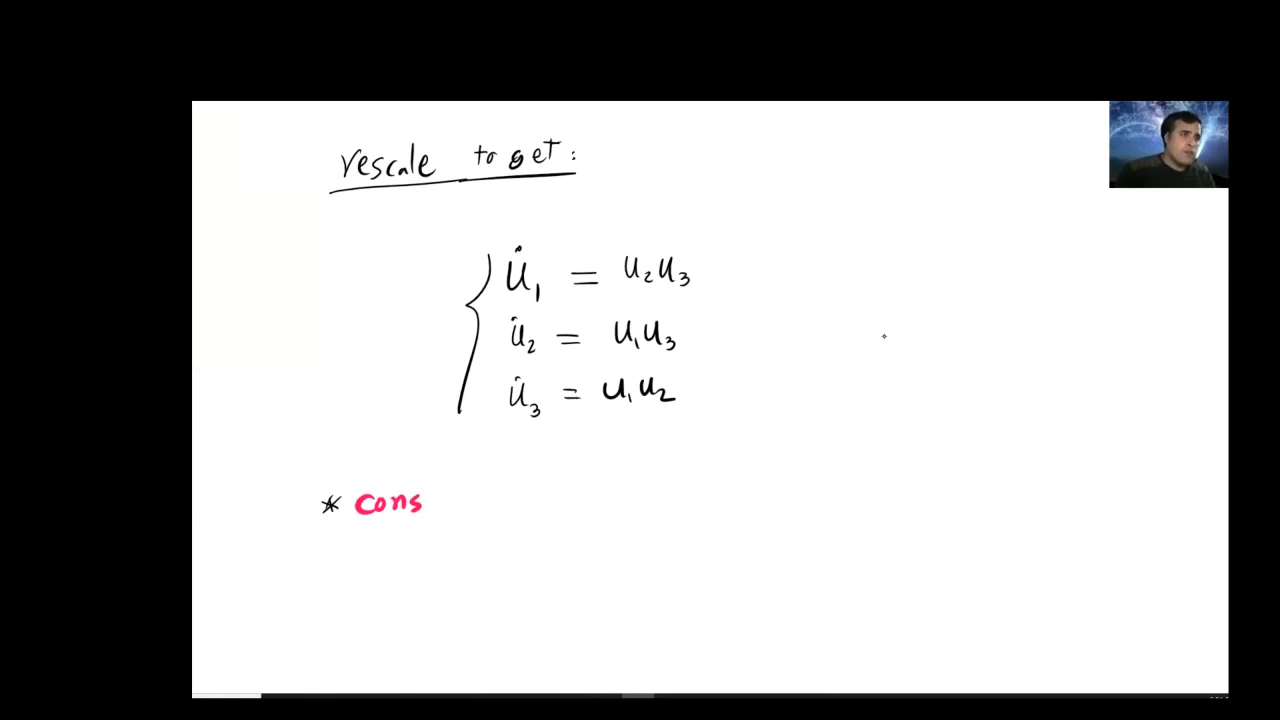 rescale to get:
u̇₁ = u₂u₃
u̇₂ = u₁u₃
u̇₃ = u₁u₂
* cons